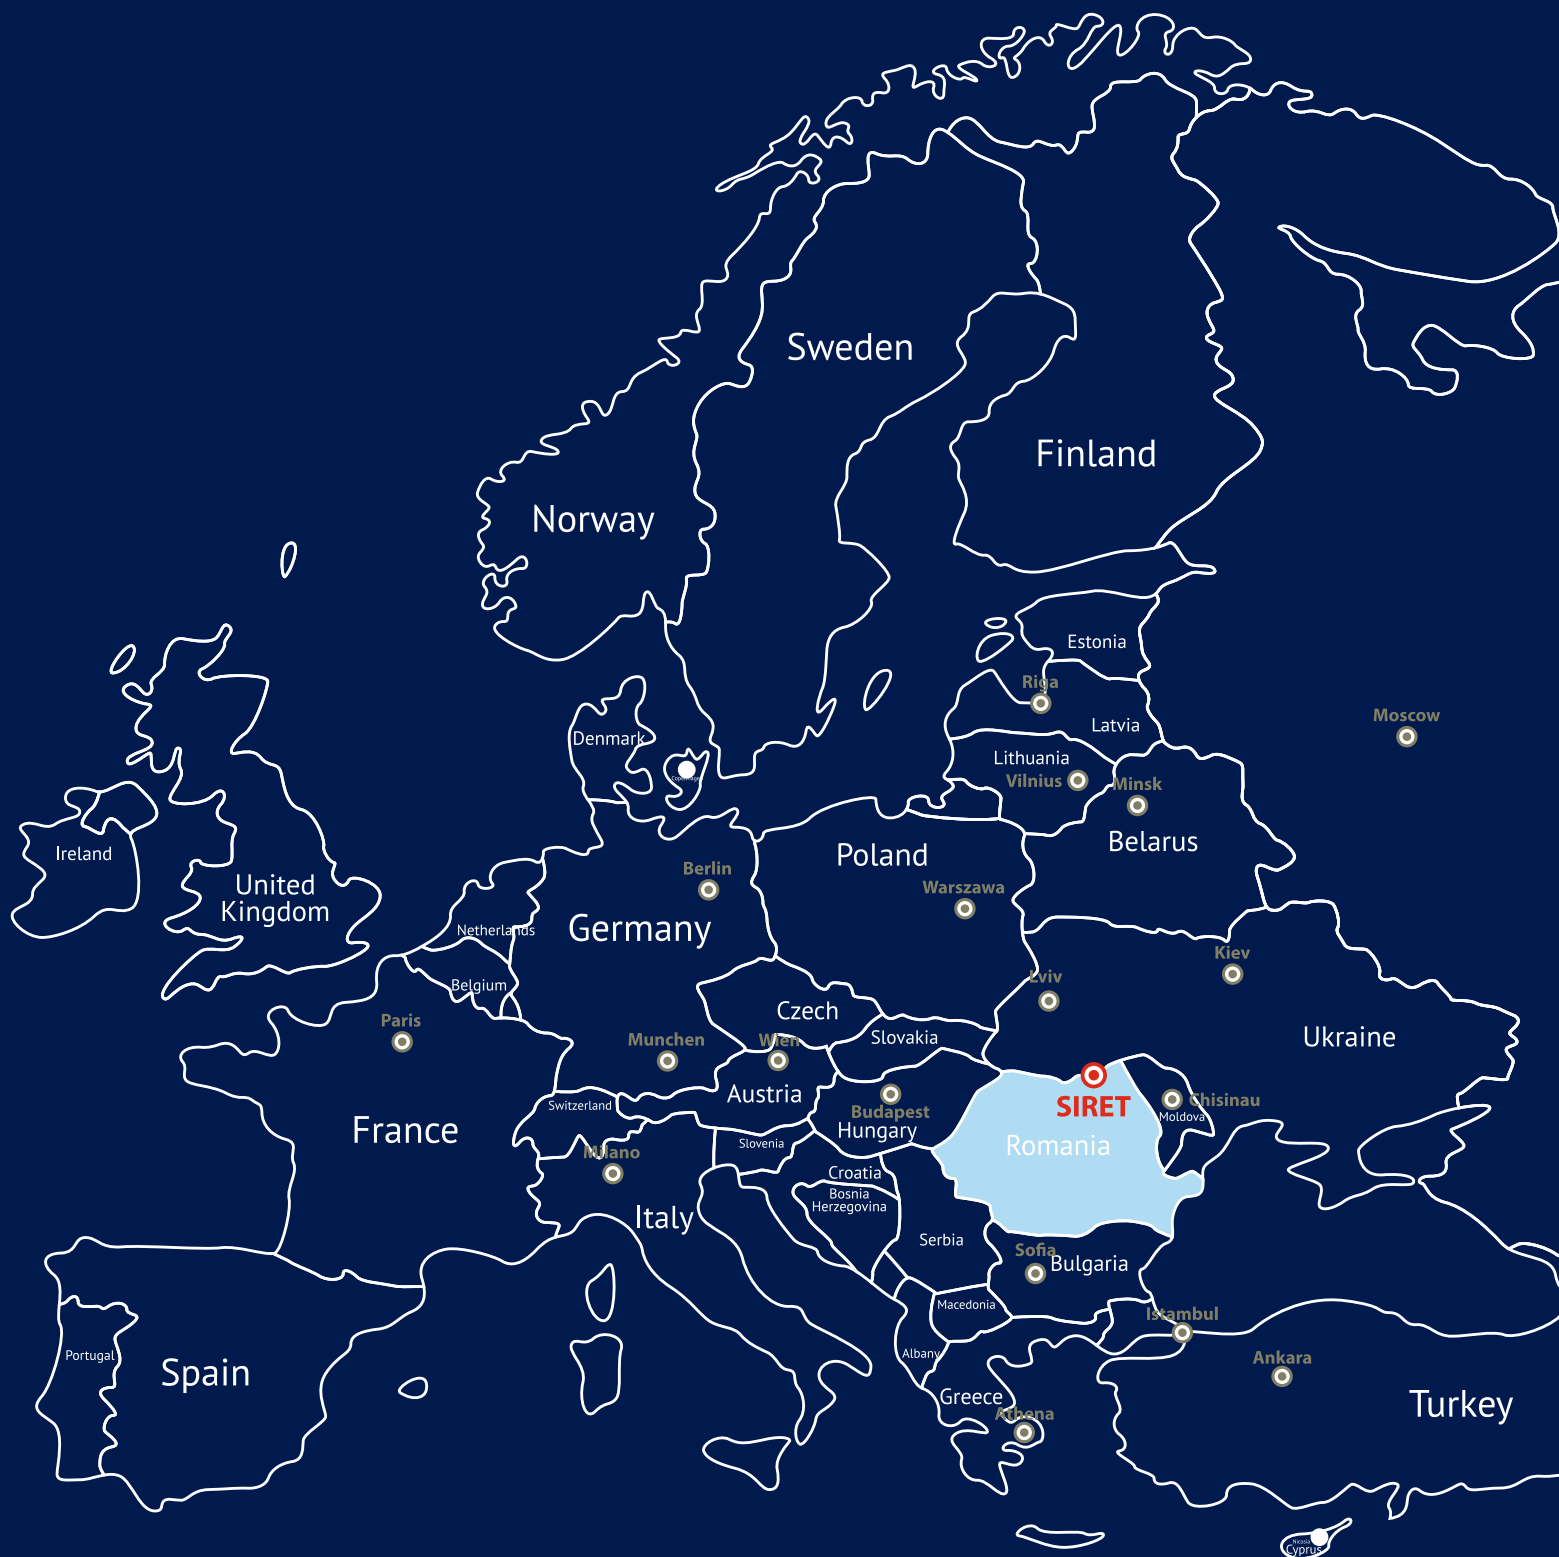 Sweden
Finland
Norway
Estonia
Riga
Latvia
Moscow
Denmark
Lithuania
Vilnius
Copenhagen
Minsk
Belarus
Ireland
Poland
United
Kingdom
Berlin
Warszawa
Netherlands
Germany
Kiev
Belgium
Lviv
Czech
Paris
Slovakia
Ukraine
Munchen
Wien
Austria
Switzerland
Budapest
Hungary
SIRET
Chisinau
Moldova
France
Slovenia
Romania
Milano
Croatia
Bosnia
Herzegovina
Italy
Serbia
Sofia
Bulgaria
Macedonia
Istambul
Portugal
Spain
Albany
Ankara
Greece
Athena
Turkey
Nicosia
Cyprus